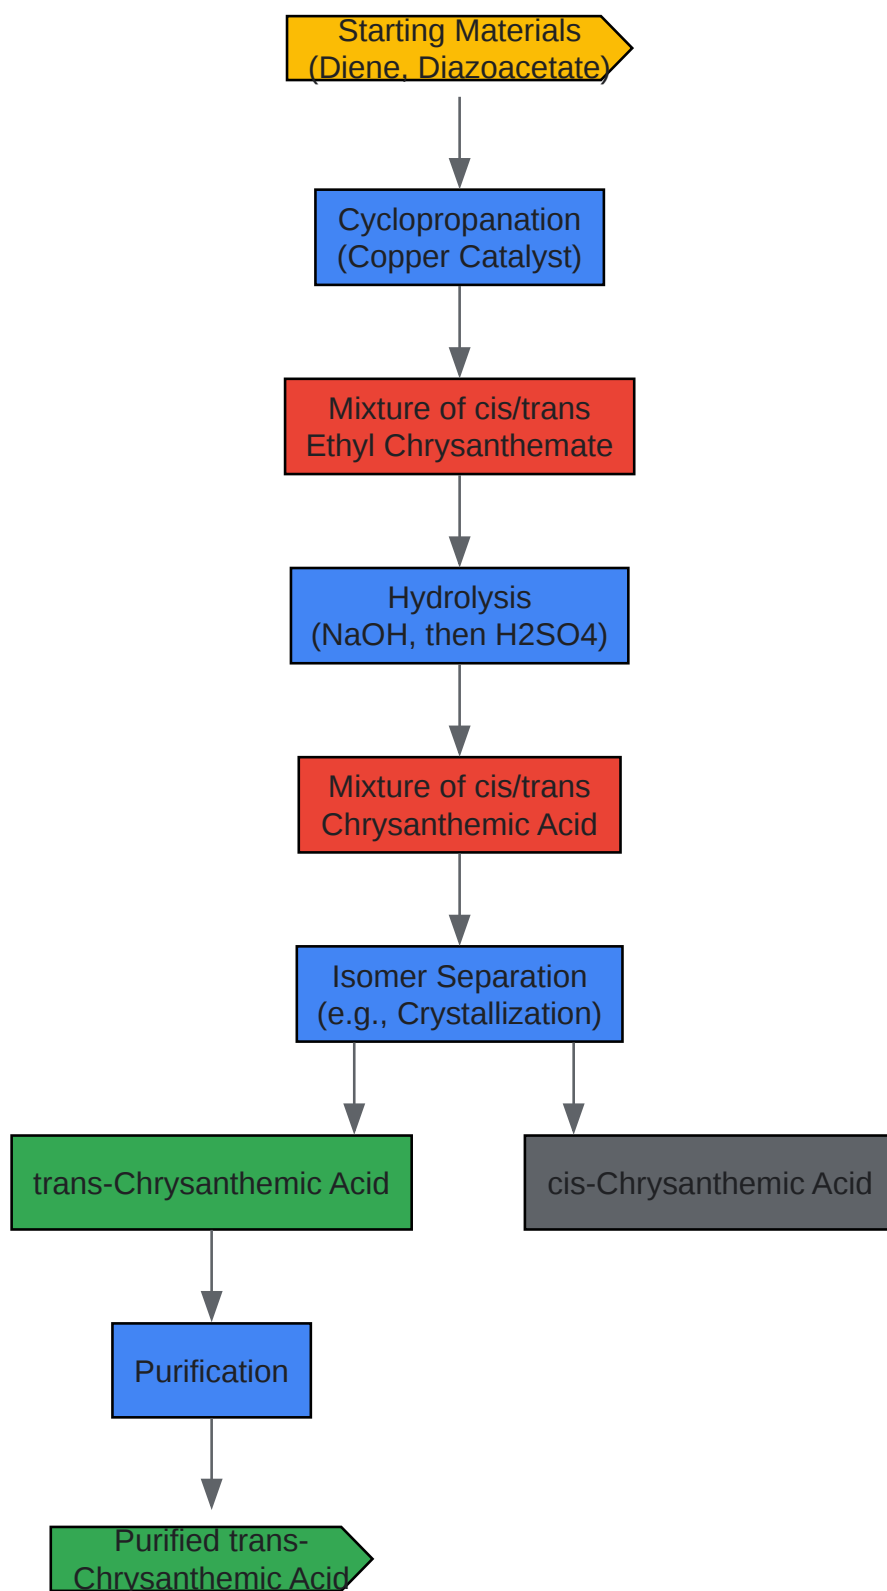 Starting Materials
(Diene, Diazoacetate)
Cyclopropanation
(Copper Catalyst)
Mixture of cis/trans
Ethyl Chrysanthemate
Hydrolysis
(NaOH, then H2SO4)
Mixture of cis/trans
Chrysanthemic Acid
Isomer Separation
(e.g., Crystallization)
trans-Chrysanthemic Acid
cis-Chrysanthemic Acid
Purification
Purified trans-
Chrysanthemic Acid